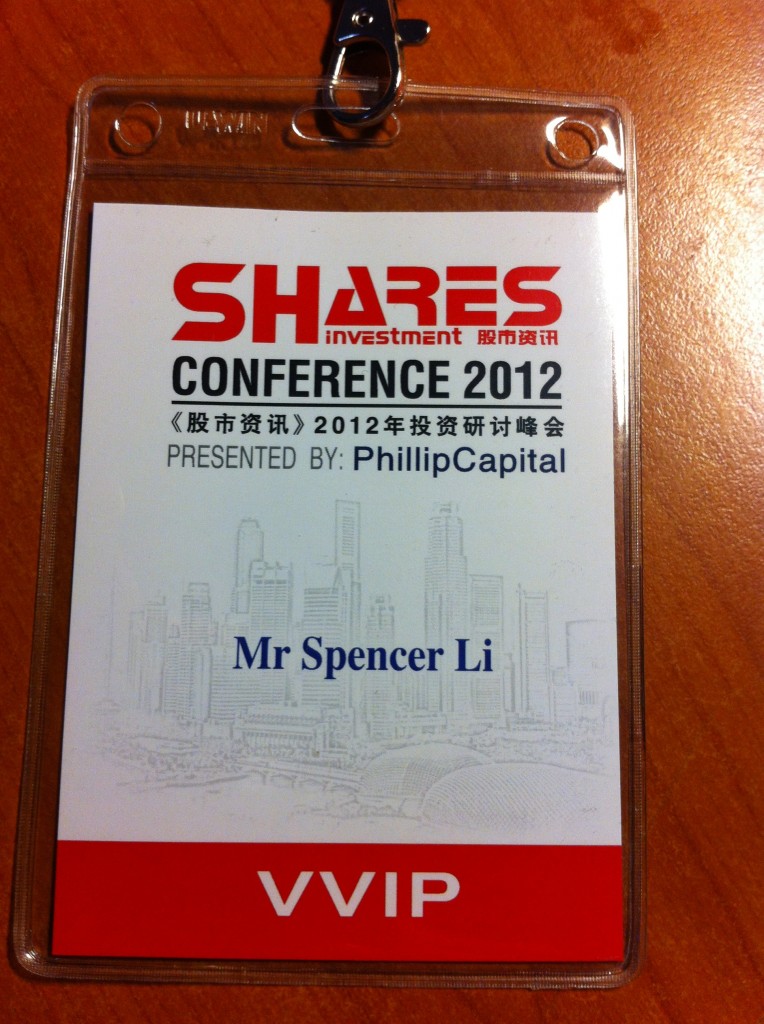 SHARES
investment 股市资讯
CONFERENCE 2012
《股市资讯》2012年投资研讨峰会
PRESENTED BY: PhillipCapital
Mr Spencer Li
VVIP